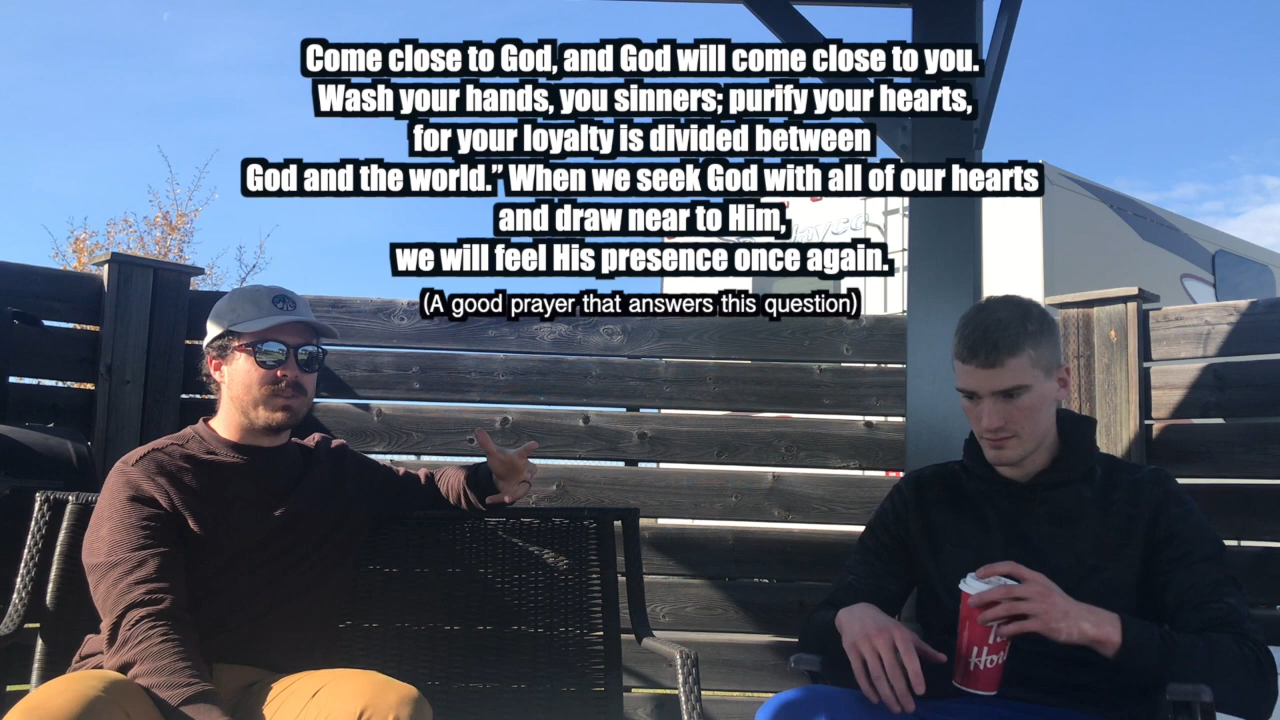 Come close to God, and God will come close to you.
Wash your hands, you sinners; purify your hearts,
for your loyalty is divided between
God and the world.” When we seek God with all of our hearts
and draw near to Him,
we will feel His presence once again.
(A good prayer that answers this question)
Jayco